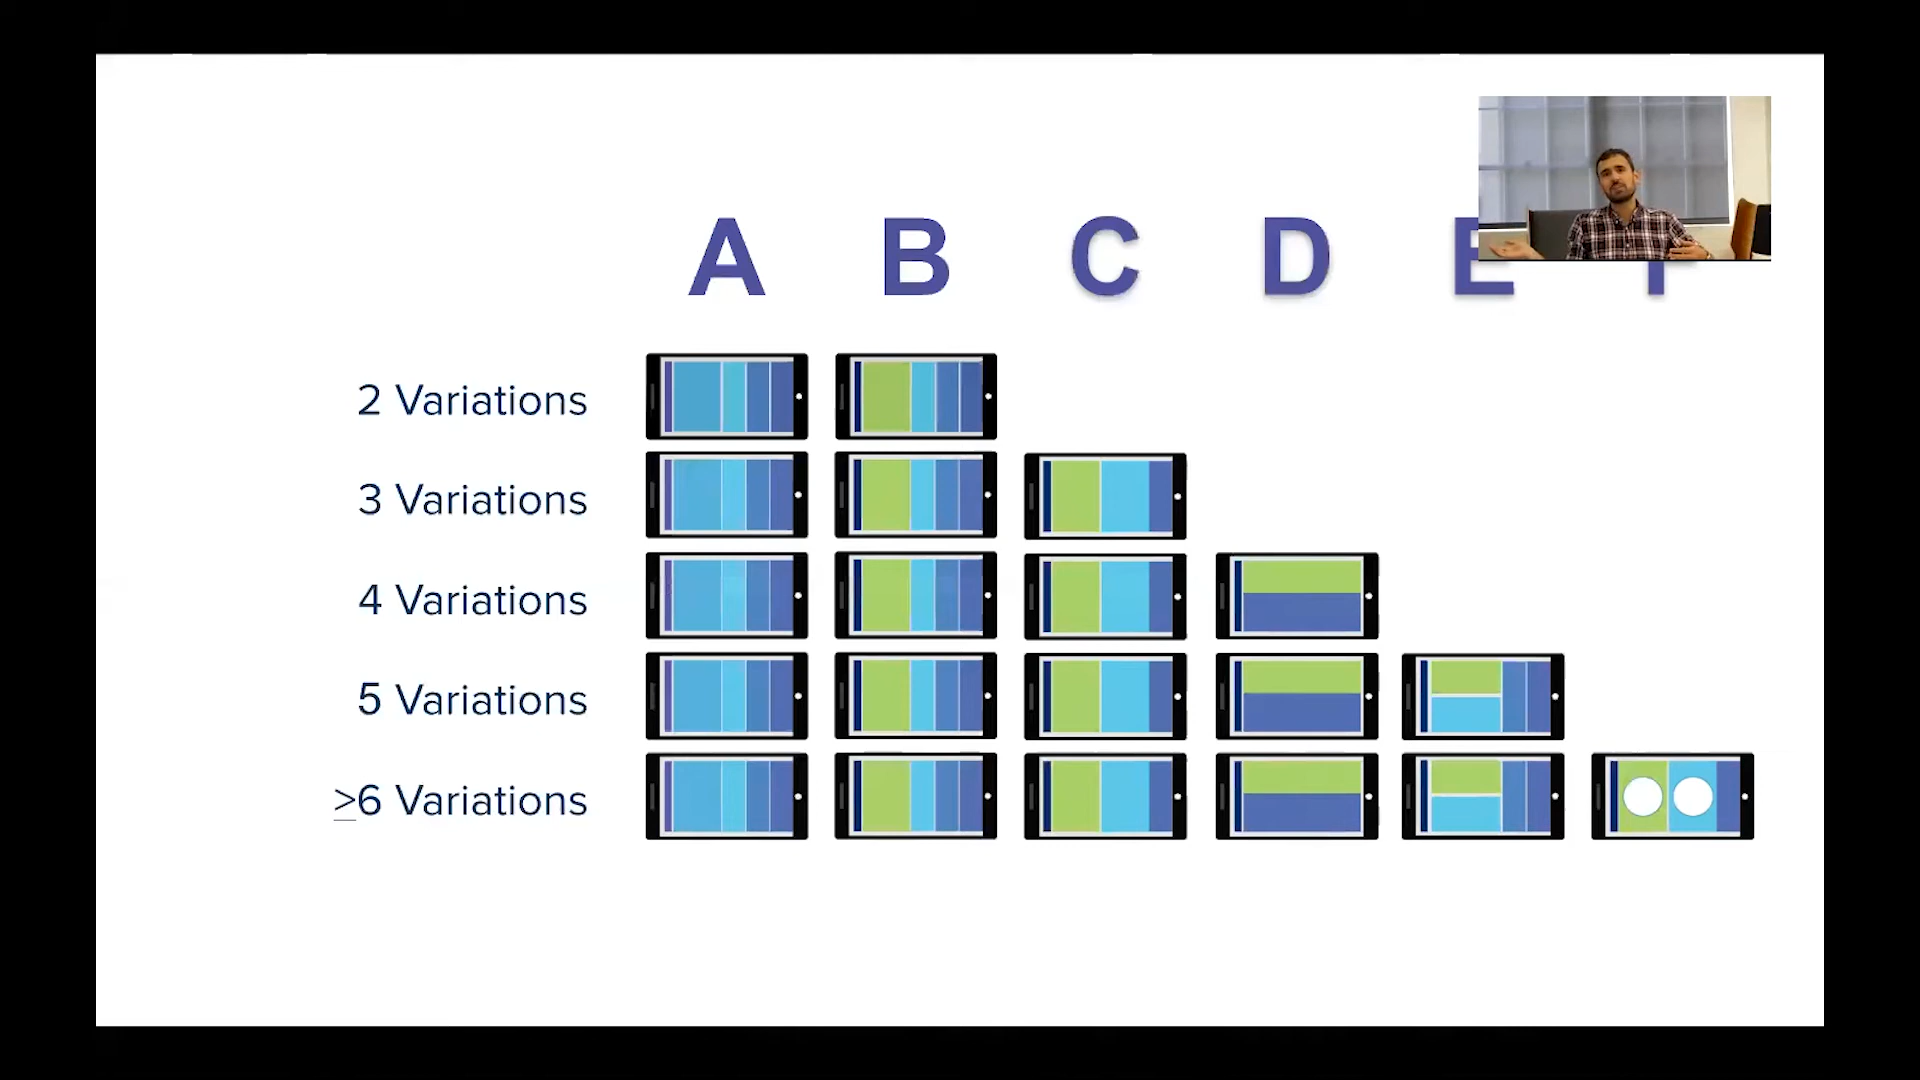 A B C D E
2 Variations
3 Variations
4 Variations
5 Variations
≥6 Variations